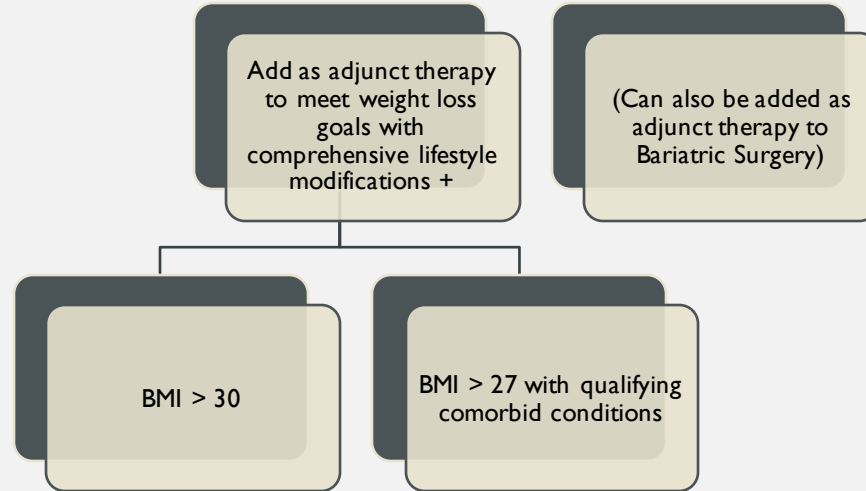 Add as adjunct therapy
to meet weight loss
goals with
comprehensive lifestyle
modifications +
(Can also be added as
adjunct therapy to
Bariatric Surgery)
BMI > 30
BMI > 27 with qualifying
comorbid conditions